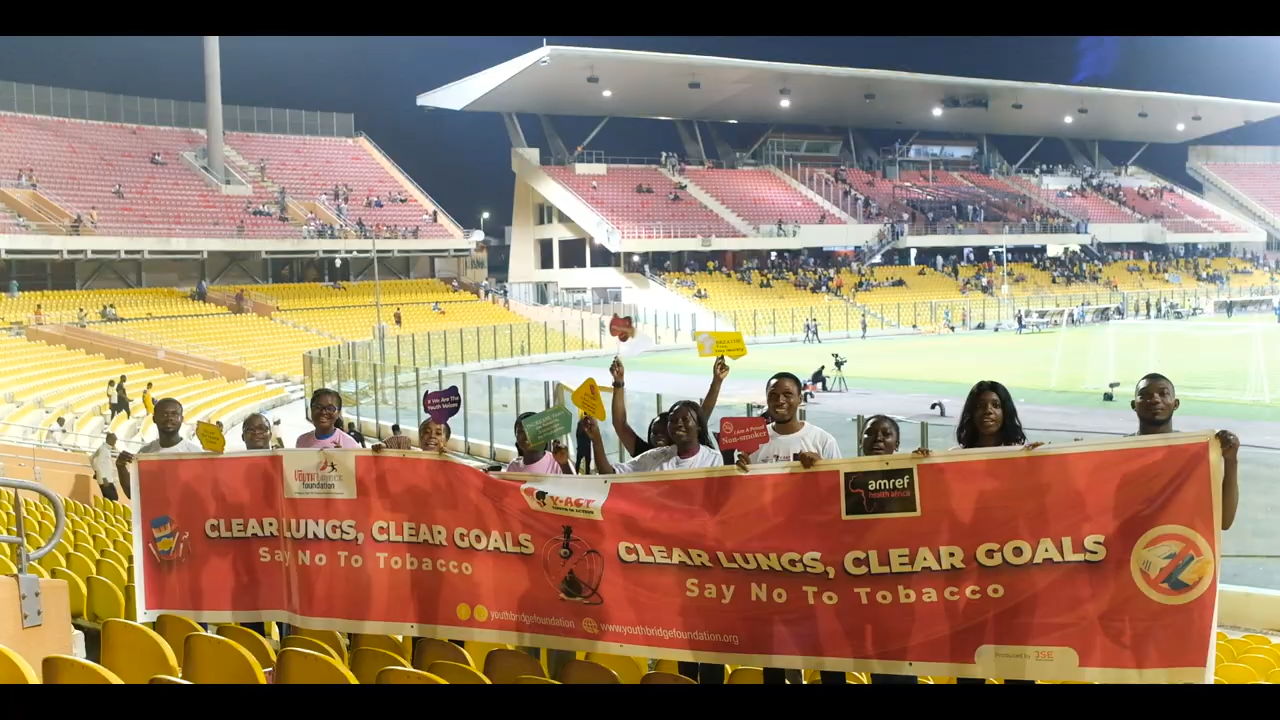 # We Are The
Youth Voices
BREATHE
I Am A Proud
Non-smoker
YOUTH BRIDGE
foundation
Y-ACT
YOUTH IN ACTION
amref
health africa
CLEAR LUNGS, CLEAR GOALS
Say No To Tobacco
CLEAR LUNGS, CLEAR GOALS
Say No To Tobacco
youthbridgefoundation
www.youthbridgefoundation.org
Produced by JSE